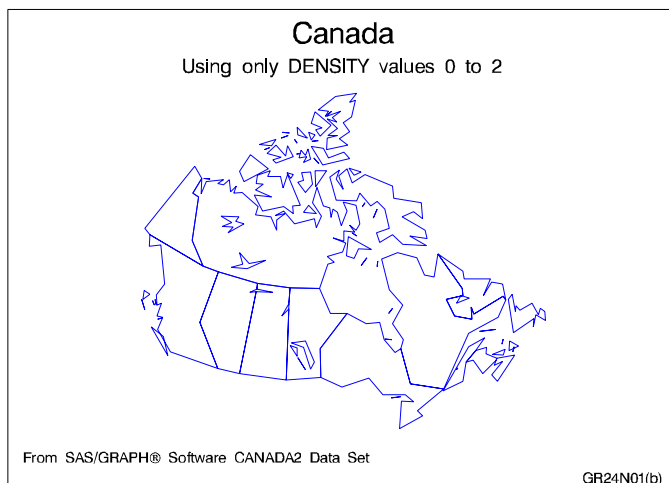 Canada
Using only DENSITY values 0 to 2
From SAS/GRAPH® Software CANADA2 Data Set
GR24N01(b)